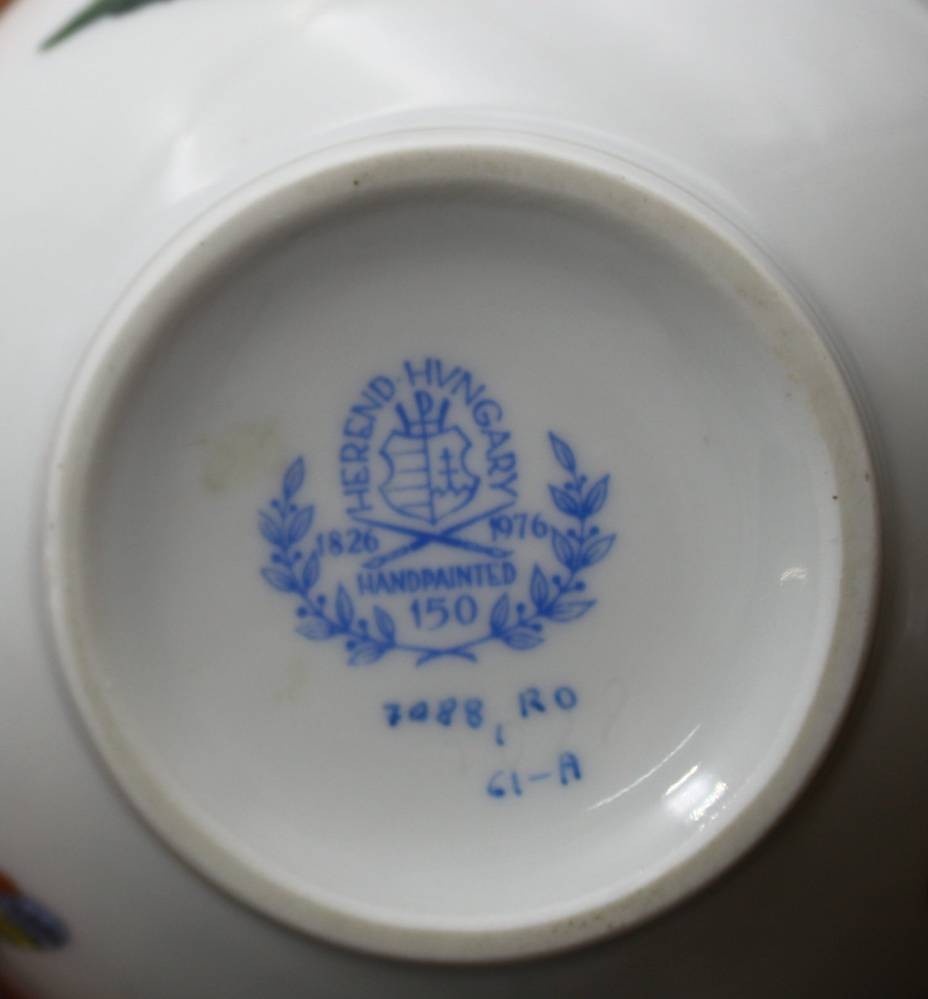 HEREND·HVNGARY
1826 1976
HANDPAINTED
150
7088, RO
61-A